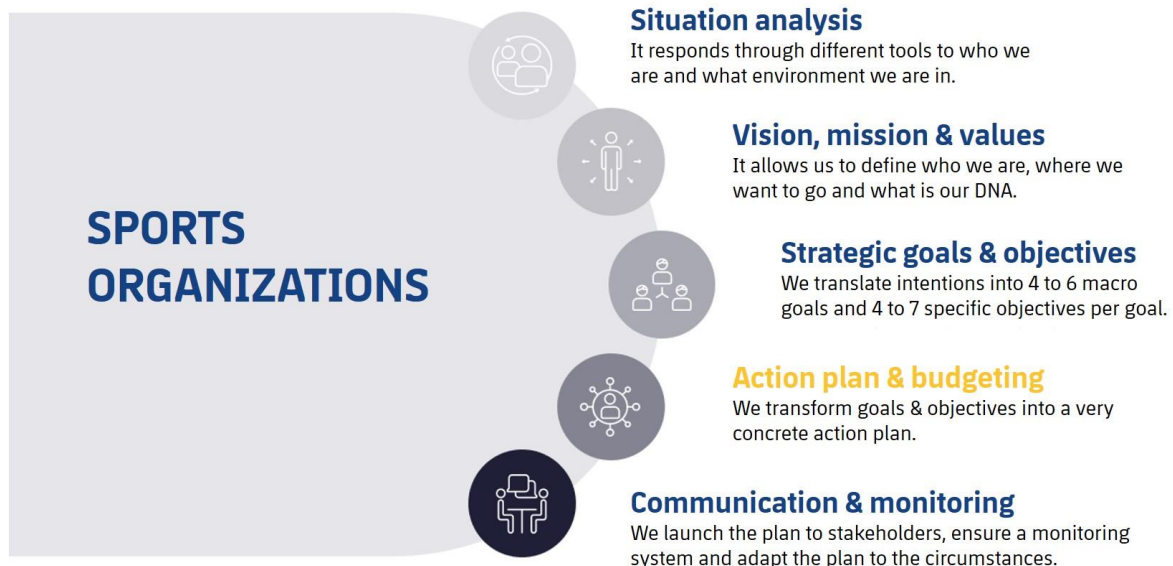 SPORTS
ORGANIZATIONS
Situation analysis
It responds through different tools to who we
are and what environment we are in.
Vision, mission & values
It allows us to define who we are, where we
want to go and what is our DNA.
Strategic goals & objectives
We translate intentions into 4 to 6 macro
goals and 4 to 7 specific objectives per goal.
Action plan & budgeting
We transform goals & objectives into a very
concrete action plan.
Communication & monitoring
We launch the plan to stakeholders, ensure a monitoring
system and adapt the plan to the circumstances.